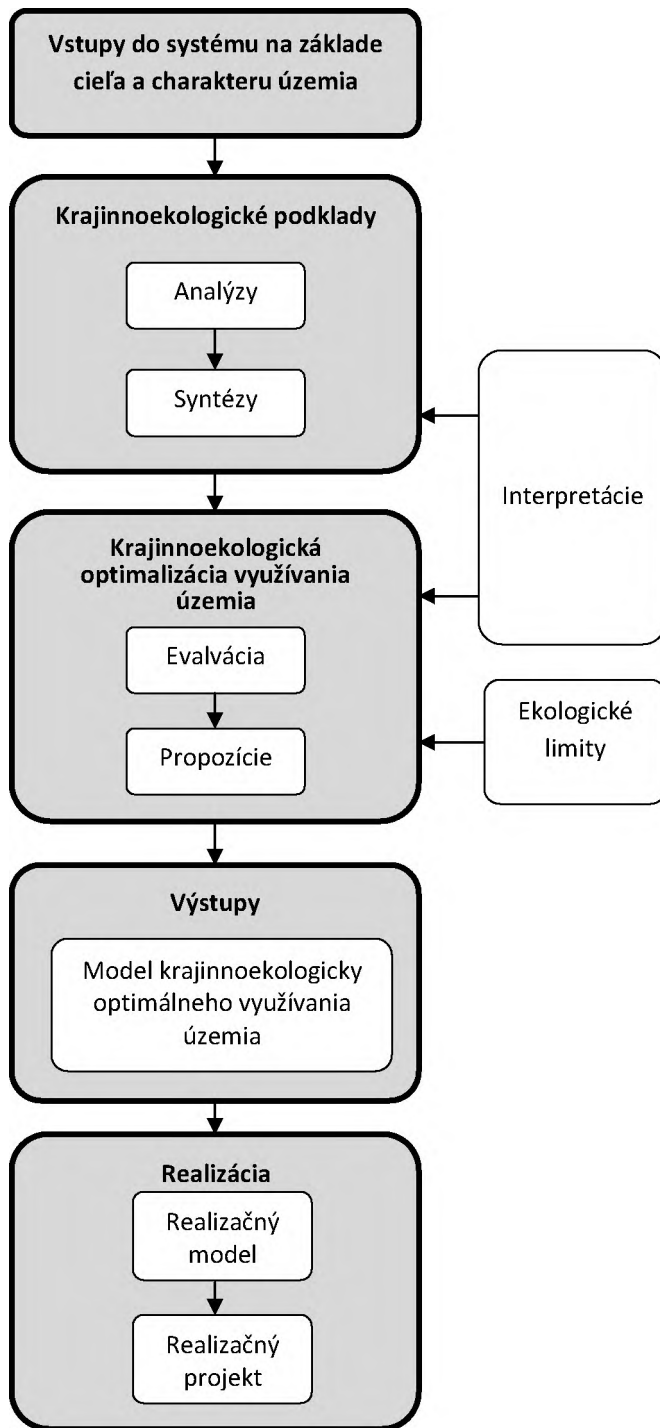 Vstupy do systému na základe
cieľa a charakteru územia
Krajinnoekologické podklady
Analýzy
Syntézy
Interpretácie
Krajinnoekologická
optimalizácia využívania
územia
Evalvácia
Propozície
Ekologické
limity
Výstupy
Model krajinnoekologicky
optimálneho využívania
územia
Realizácia
Realizačný
model
Realizačný
projekt